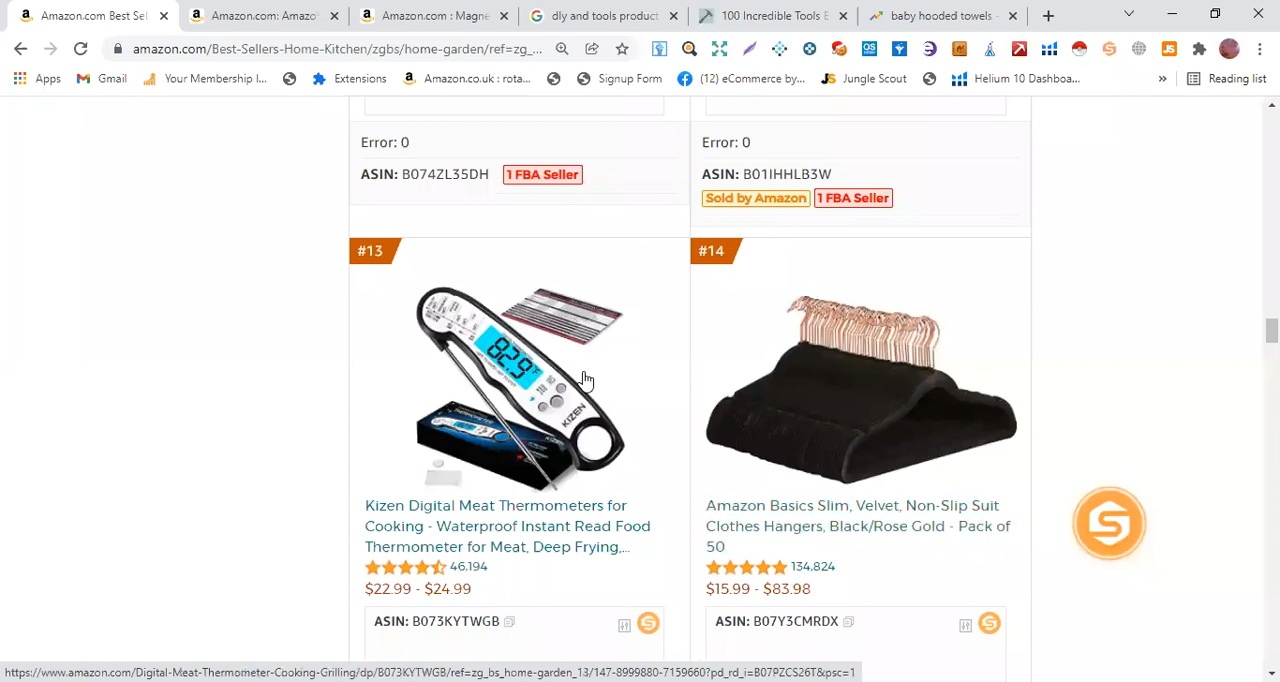 Amazon.com Best Sel
Amazon.com: Amazo
Amazon.com : Magne
dly and tools product
100 Incredible Tools E
baby hooded towels -
amazon.com/Best-Sellers-Home-Kitchen/zgbs/home-garden/ref=zg_...
Apps
Gmail
Your Membership I...
Extensions
Amazon.co.uk : rota...
Signup Form
(12) eCommerce by...
Jungle Scout
Helium 10 Dashboa...
»
Reading list
Error: 0
ASIN: B074ZL35DH 1 FBA Seller
Error: 0
ASIN: B01IHHLB3W
Sold by Amazon 1 FBA Seller
#13
82.9°F
KIZEN
Kizen Digital Meat Thermometers for
Cooking - Waterproof Instant Read Food
Thermometer for Meat, Deep Frying,...
46,194
$22.99 - $24.99
ASIN: B073KYTWGB
#14
Amazon Basics Slim, Velvet, Non-Slip Suit
Clothes Hangers, Black/Rose Gold - Pack of
50
134,824
$15.99 - $83.98
ASIN: B07Y3CMRDX
https://www.amazon.com/Digital-Meat-Thermometer-Cooking-Grilling/dp/B073KYTWGB/ref=zg_bs_home-garden_13/147-8999880-7159660?pd_rd_i=B07PZCS26T&psc=1